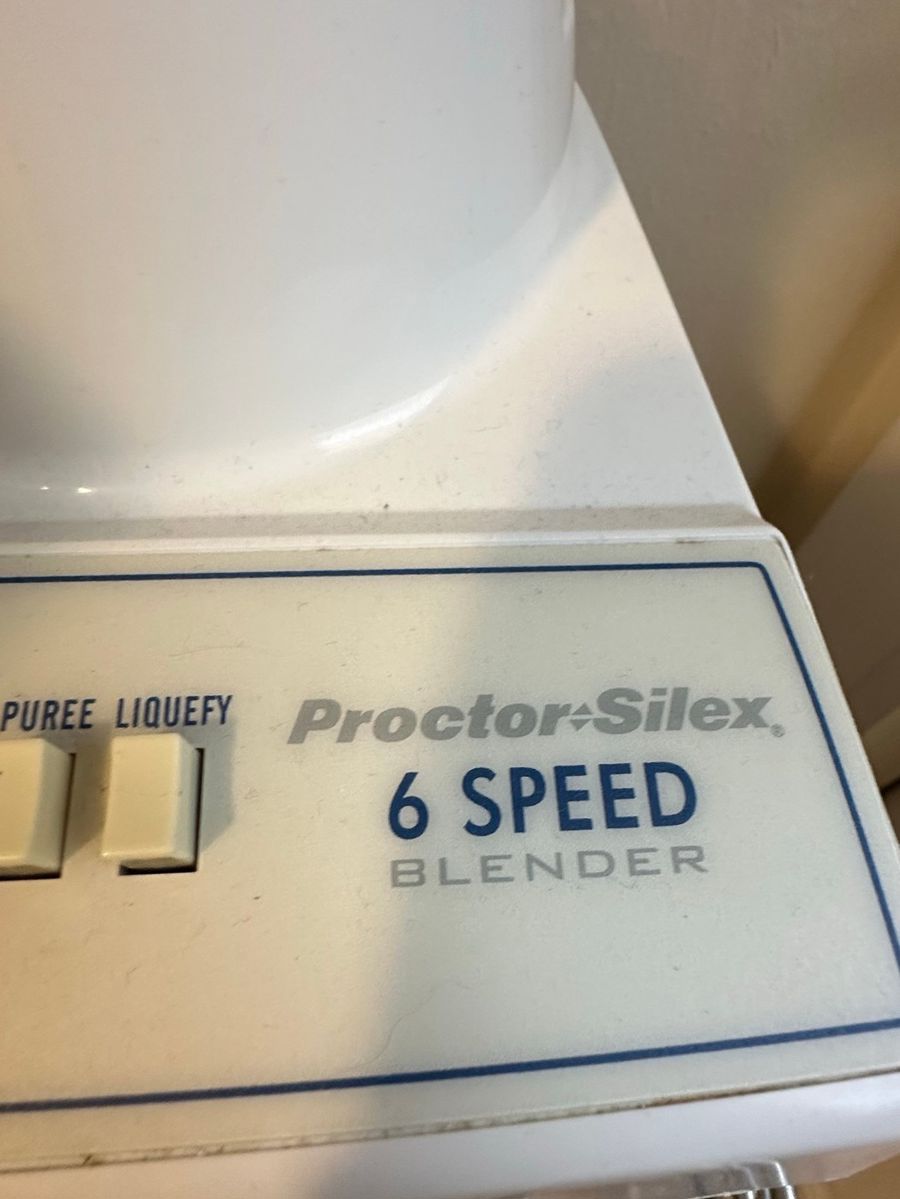 PUREE LIQUEFY
Proctor-Silex®
6 SPEED
BLENDER